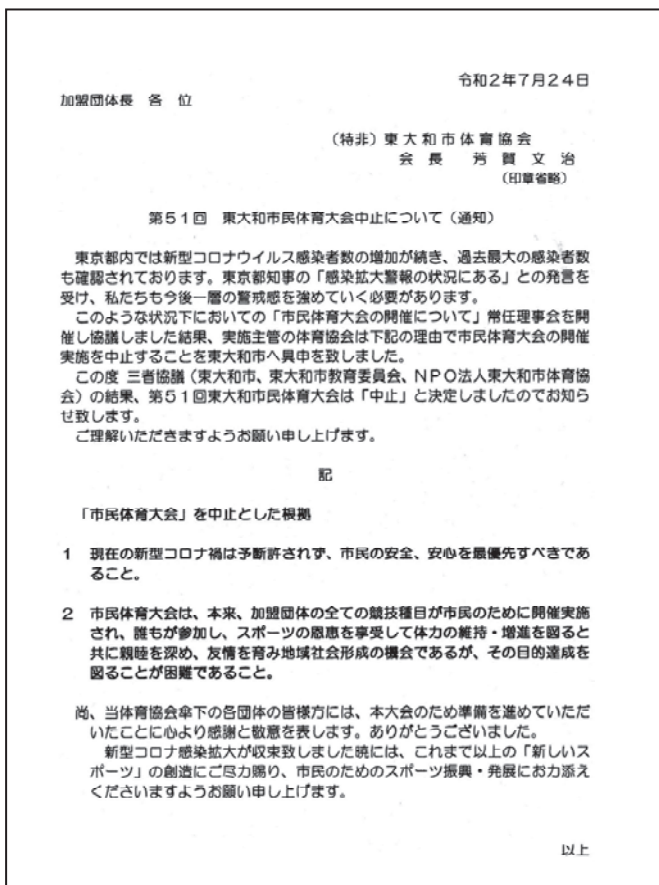 令和2年7月24日
加盟団体長 各 位
(特非)東大和市体育協会
会 長 芳 賀 文 治
(印章省略)
第51回 東大和市民体育大会中止について(通知)
東京都内では新型コロナウイルス感染者数の増加が続き、過去最大の感染者数
も確認されております。東京都知事の「感染拡大警報の状況にある」との発言を
受け、私たちも今後一層の警戒感を強めていく必要があります。
このような状況下においての「市民体育大会の開催について」常任理事会を開
催し協議しました結果、実施主管の体育協会は下記の理由で市民体育大会の開催
実施を中止することを東大和市へ具申を致しました。
この度 三省協議(東大和市、東大和市教育委員会、NPO法人東大和市体育協
会)の結果、第51回東大和市民体育大会は「中止」と決定しましたのでお知ら
せ致します。
ご理解いただきますようお願い申し上げます。
記
「市民体育大会」を中止とした根拠
1 現在の新型コロナ禍は予断許されず、市民の安全、安心を最優先すべきであ
ること。
2 市民体育大会は、本来、加盟団体の全ての競技種目が市民のために開催実施
され、誰もが参加し、スポーツの恩恵を享受して体力の維持・増進を図ると
共に親睦を深め、友情を育み地域社会形成の機会であるが、その目的達成を
図ることが困難であること。
尚、当体育協会傘下の各団体の皆様方には、本大会のため準備を進めていただ
いたことに心より感謝と敬意を表します。ありがとうございました。
新型コロナ感染拡大が収束致しました暁には、これまで以上の「新しいス
ポーツ」の創造にご尽力賜り、市民のためのスポーツ振興・発展にお力添え
くださいますようお願い申し上げます。
以上